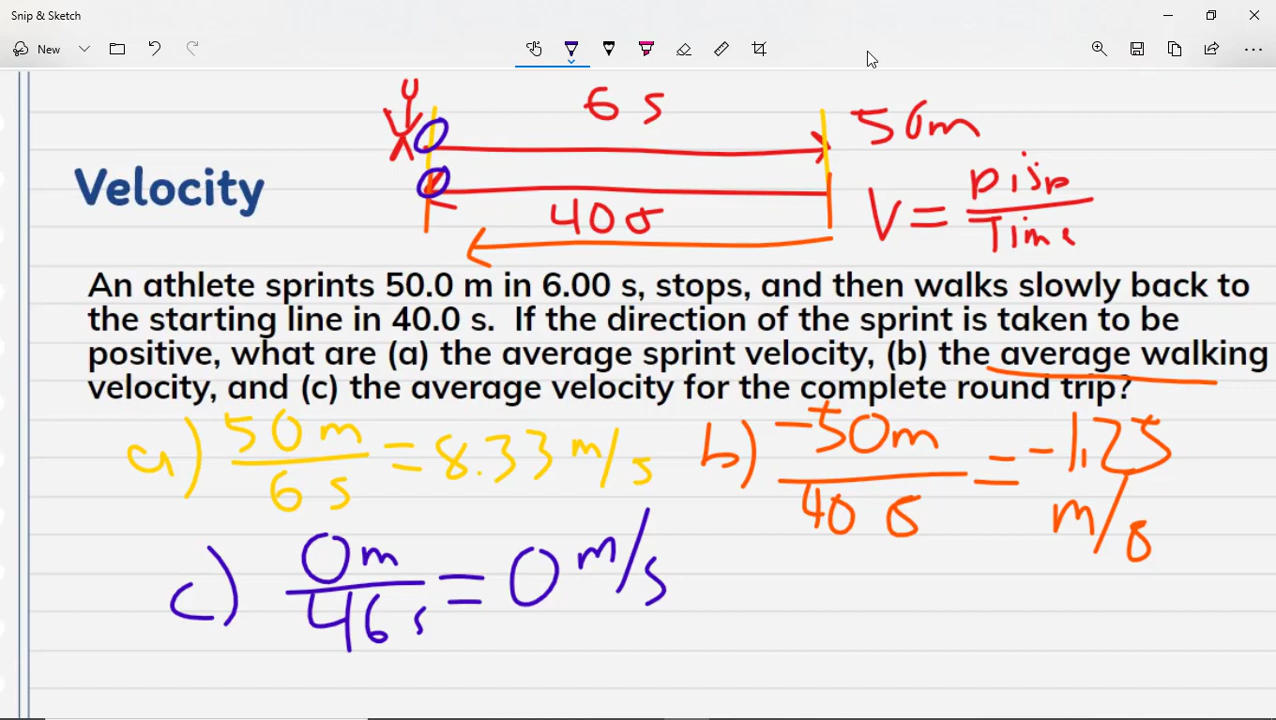 Snip & Sketch
New
6 s
50m
Velocity
40s
V = Disp
Time
An athlete sprints 50.0 m in 6.00 s, stops, and then walks slowly back to
the starting line in 40.0 s. If the direction of the sprint is taken to be
positive, what are (a) the average sprint velocity, (b) the average walking
velocity, and (c) the average velocity for the complete round trip?
a) 50m
6 s
= 8.33 m/s
b) -50m
40 s
= -1.25
m/s
c) 0m
46s
= 0 m/s